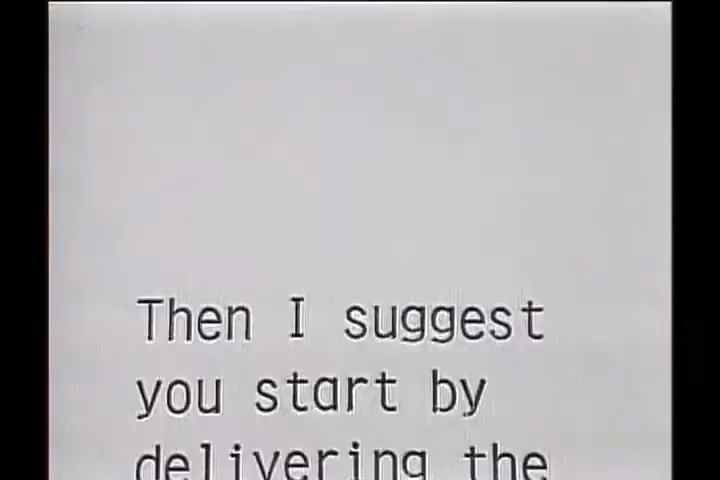 Then I suggest
you start by
delivering the